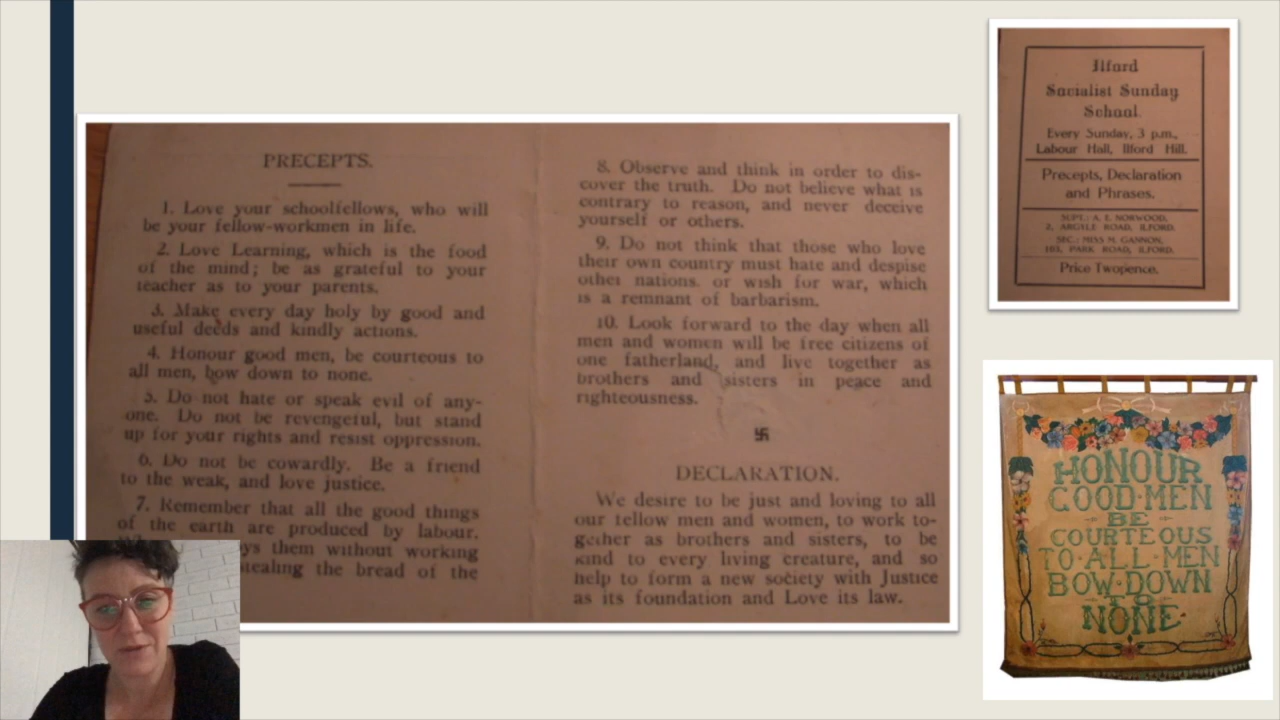 PRECEPTS.
1. Love your schoolfellows, who will
be your fellow-workmen in life.
2. Love Learning, which is the food
of the mind; be as grateful to your
teacher as to your parents.
3. Make every day holy by good and
useful deeds and kindly actions.
4. Honour good men, be courteous to
all men, bow down to none.
5. Do not hate or speak evil of any-
one. Do not be revengeful, but stand
up for your rights and resist oppression.
6. Do not be cowardly. Be a friend
to the weak, and love justice.
7. Remember that all the good things
of the earth are produced by labour.
them without working
stealing the bread of the
8. Observe and think in order to dis-
cover the truth. Do not believe what is
contrary to reason, and never deceive
yourself or others.
9. Do not think that those who love
their own country must hate and despise
other nations. or wish for war, which
is a remnant of barbarism.
10. Look forward to the day when all
men and women will be free citizens of
one fatherland, and live together as
brothers and sisters in peace and
righteousness.
DECLARATION.
We desire to be just and loving to all
our fellow men and women, to work to-
gether as brothers and sisters, to be
kind to every living creature, and so
help to form a new society with Justice
as its foundation and Love its law.
Ilford
Socialist Sunday
School.
Every Sunday, 3 p.m.,
Labour Hall, Ilford Hill.
Precepts, Declaration
and Phrases.
SUPT.: A. E. NORWOOD,
2, ARGYLE ROAD, ILFORD.
SEC.: MISS M. GANNON,
PARK ROAD, ILFORD.
Price Twopence.
HONOUR
GOOD·MEN
BE
COURTEOUS
TO·ALL·MEN
BOW·DOWN
TO
NONE